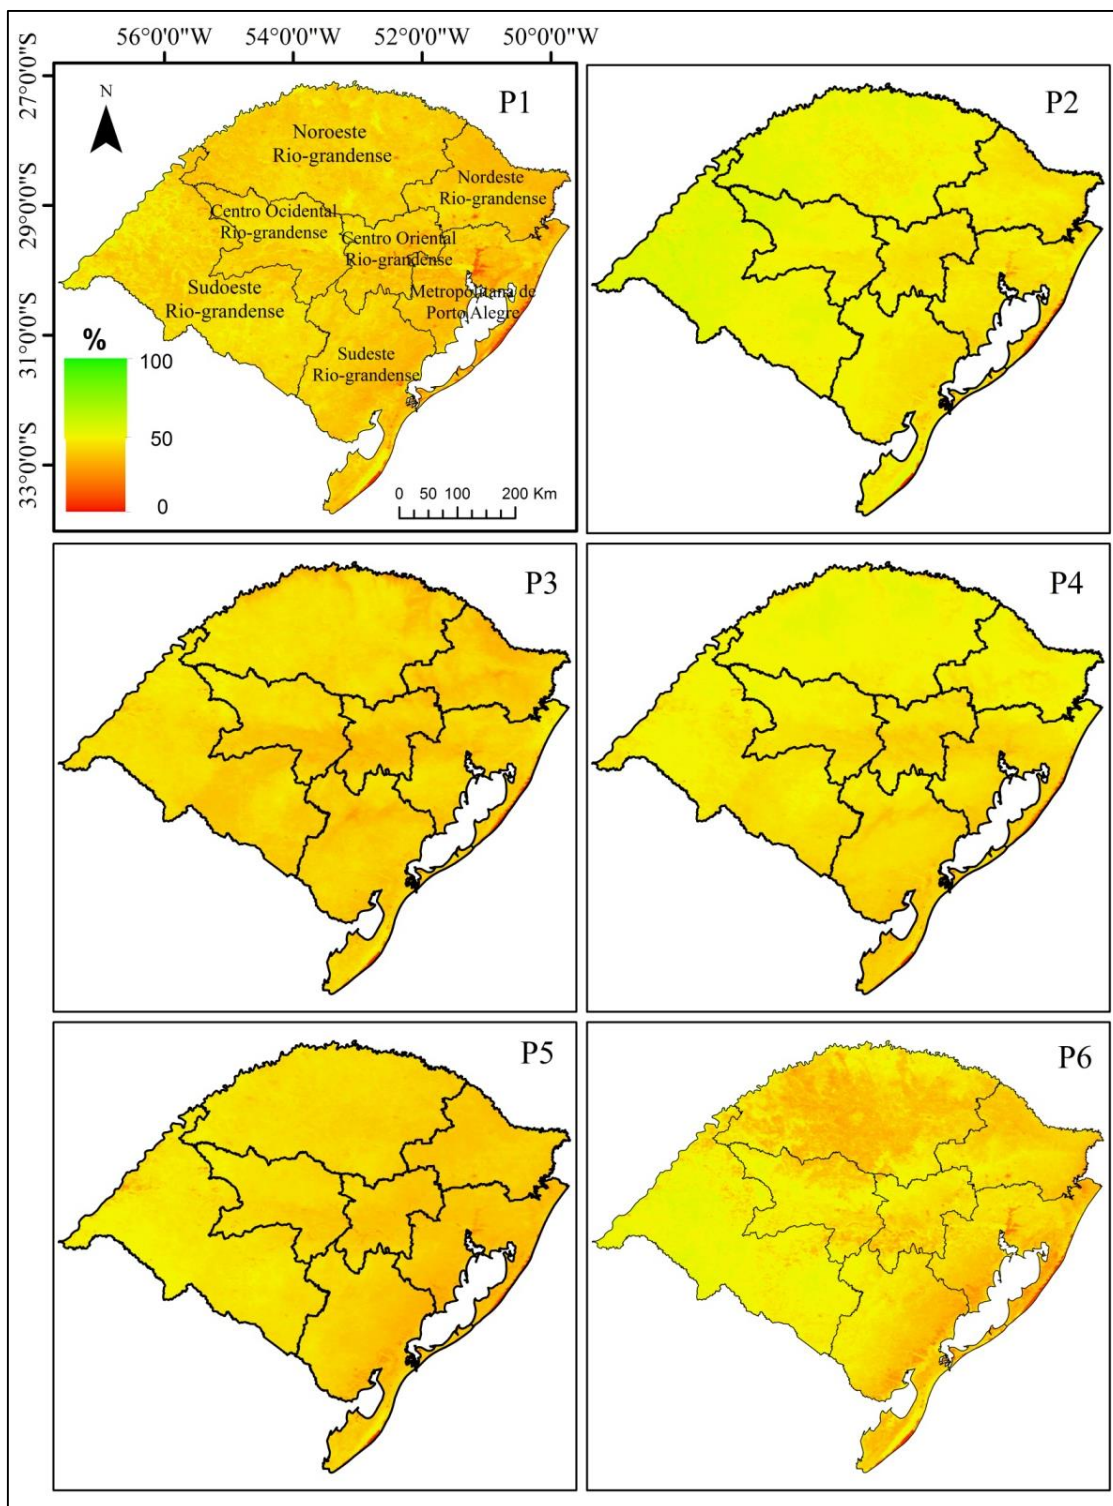 56°0'0"W 54°0'0"W 52°0'0"W 50°0'0"W
27°0'0"S
29°0'0"S
31°0'0"S
33°0'0"S
N
P1
Noroeste
Rio-grandense
Nordeste
Rio-grandense
Centro Ocidental
Rio-grandense
Centro Oriental
Rio-grandense
Sudoeste
Rio-grandense
Metropolitana de
Porto Alegre
Sudeste
Rio-grandense
%
100
50
0
0 50 100 200 Km
P2
P3
P4
P5
P6